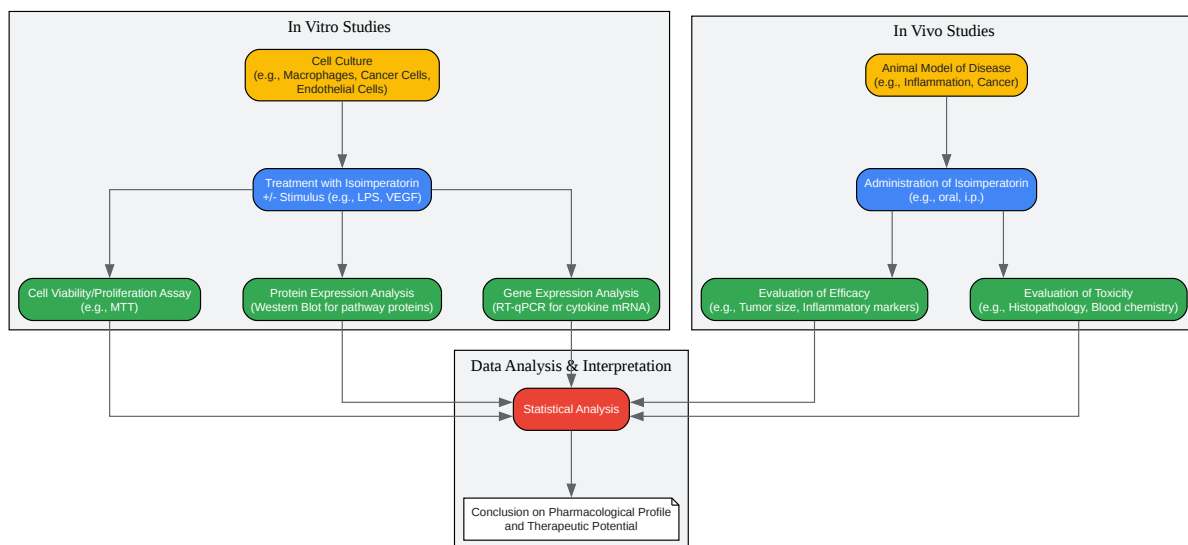 In Vitro Studies
Cell Culture
(e.g., Macrophages, Cancer Cells,
Endothelial Cells)
Treatment with Isoimperatorin
+/- Stimulus (e.g., LPS, VEGF)
Cell Viability/Proliferation Assay
(e.g., MTT)
Protein Expression Analysis
(Western Blot for pathway proteins)
Gene Expression Analysis
(RT-qPCR for cytokine mRNA)
In Vivo Studies
Animal Model of Disease
(e.g., Inflammation, Cancer)
Administration of Isoimperatorin
(e.g., oral, i.p.)
Evaluation of Efficacy
(e.g., Tumor size, Inflammatory markers)
Evaluation of Toxicity
(e.g., Histopathology, Blood chemistry)
Data Analysis & Interpretation
Statistical Analysis
Conclusion on Pharmacological Profile
and Therapeutic Potential